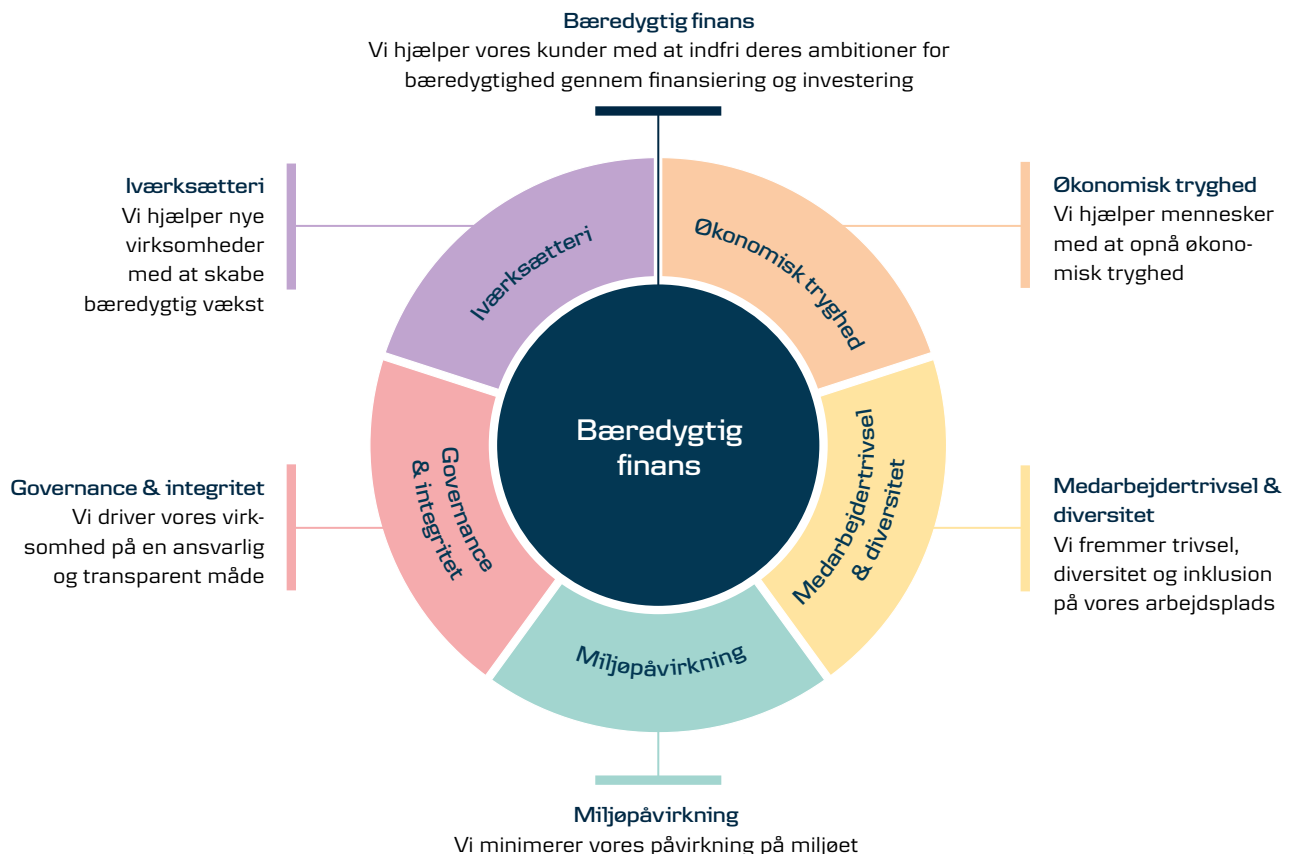 Bæredygtig finans
Vi hjælper vores kunder med at indfri deres ambitioner for
bæredygtighed gennem finansiering og investering
Iværksætteri
Vi hjælper nye
virksomheder
med at skabe
bæredygtig vækst
Økonomisk tryghed
Vi hjælper mennesker
med at opnå økono-
misk tryghed
Iværksætteri
Økonomisk tryghed
Bæredygtig
finans
Governance
& integritet
Medarbejdertrivsel
& diversitet
Miljøpåvirkning
Governance & integritet
Vi driver vores virk-
somhed på en ansvarlig
og transparent måde
Medarbejdertrivsel &
diversitet
Vi fremmer trivsel,
diversitet og inklusion
på vores arbejdsplads
Miljøpåvirkning
Vi minimerer vores påvirkning på miljøet